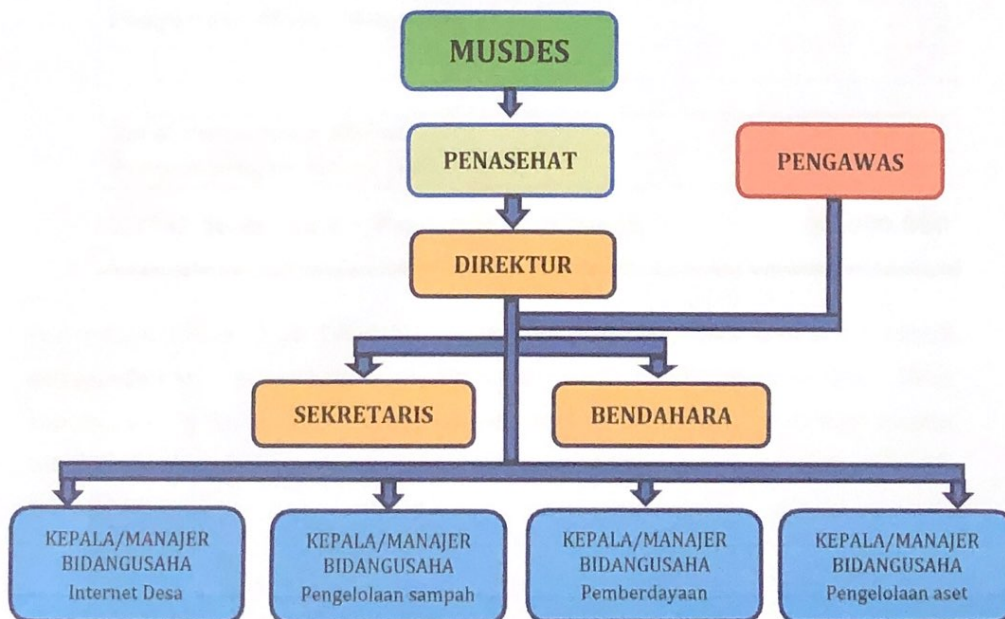 MUSDES
PENASEHAT
PENGAWAS
DIREKTUR
SEKRETARIS
BENDAHARA
KEPALA/MANAJER
BIDANGUSAHA
Internet Desa
KEPALA/MANAJER
BIDANGUSAHA
Pengelolaan sampah
KEPALA/MANAJER
BIDANGUSAHA
Pemberdayaan
KEPALA/MANAJER
BIDANGUSAHA
Pengelolaan aset